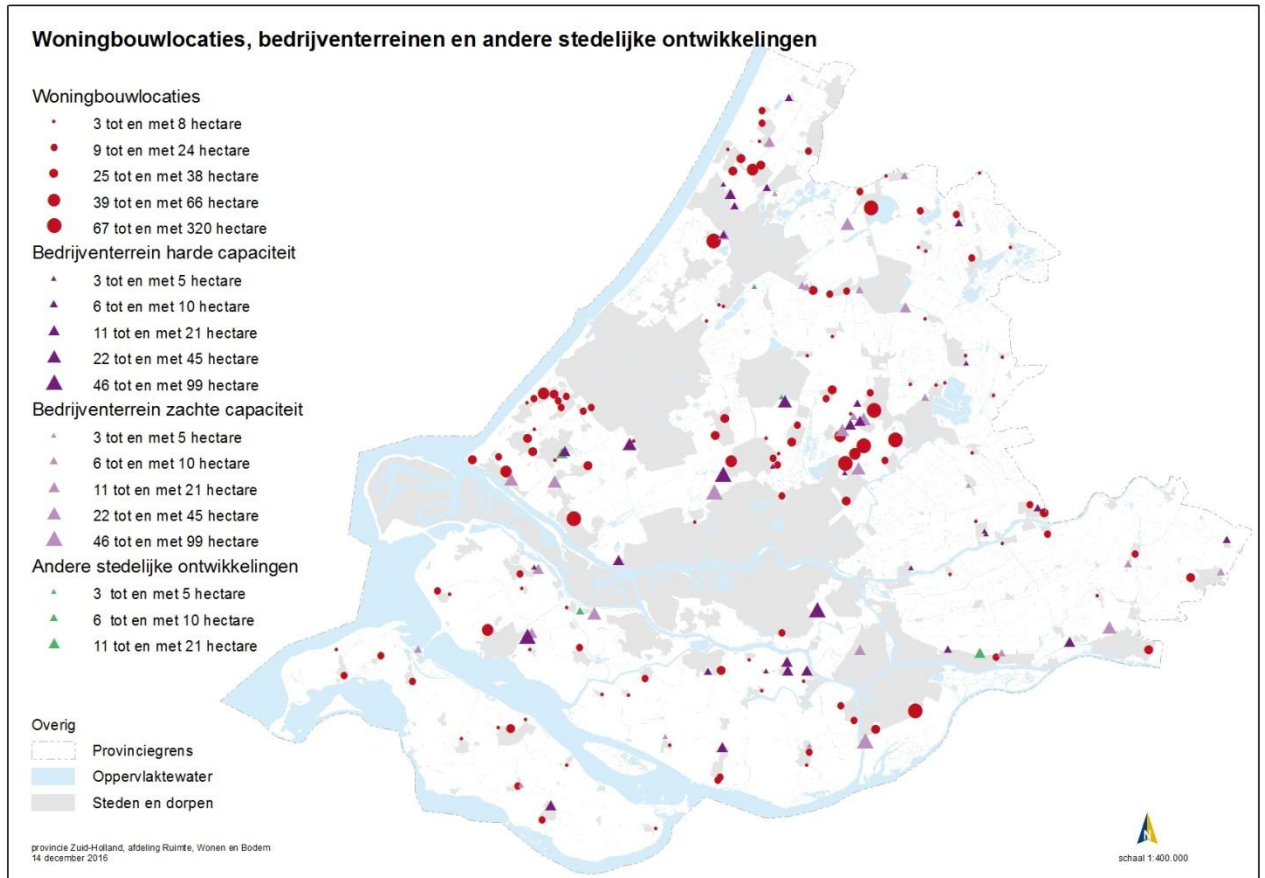 Woningbouwlocaties, bedrijventerreinen en andere stedelijke ontwikkelingen
Woningbouwlocaties
3 tot en met 8 hectare
9 tot en met 24 hectare
25 tot en met 38 hectare
39 tot en met 66 hectare
67 tot en met 320 hectare
Bedrijventerrein harde capaciteit
3 tot en met 5 hectare
6 tot en met 10 hectare
11 tot en met 21 hectare
22 tot en met 45 hectare
46 tot en met 99 hectare
Bedrijventerrein zachte capaciteit
3 tot en met 5 hectare
6 tot en met 10 hectare
11 tot en met 21 hectare
22 tot en met 45 hectare
46 tot en met 99 hectare
Andere stedelijke ontwikkelingen
3 tot en met 5 hectare
6 tot en met 10 hectare
11 tot en met 21 hectare
Overig
Provinciegrens
Oppervlaktewater
Steden en dorpen
provincie Zuid-Holland, afdeling Ruimte, Wonen en Bodem
14 december 2016
N
schaal 1:400.000